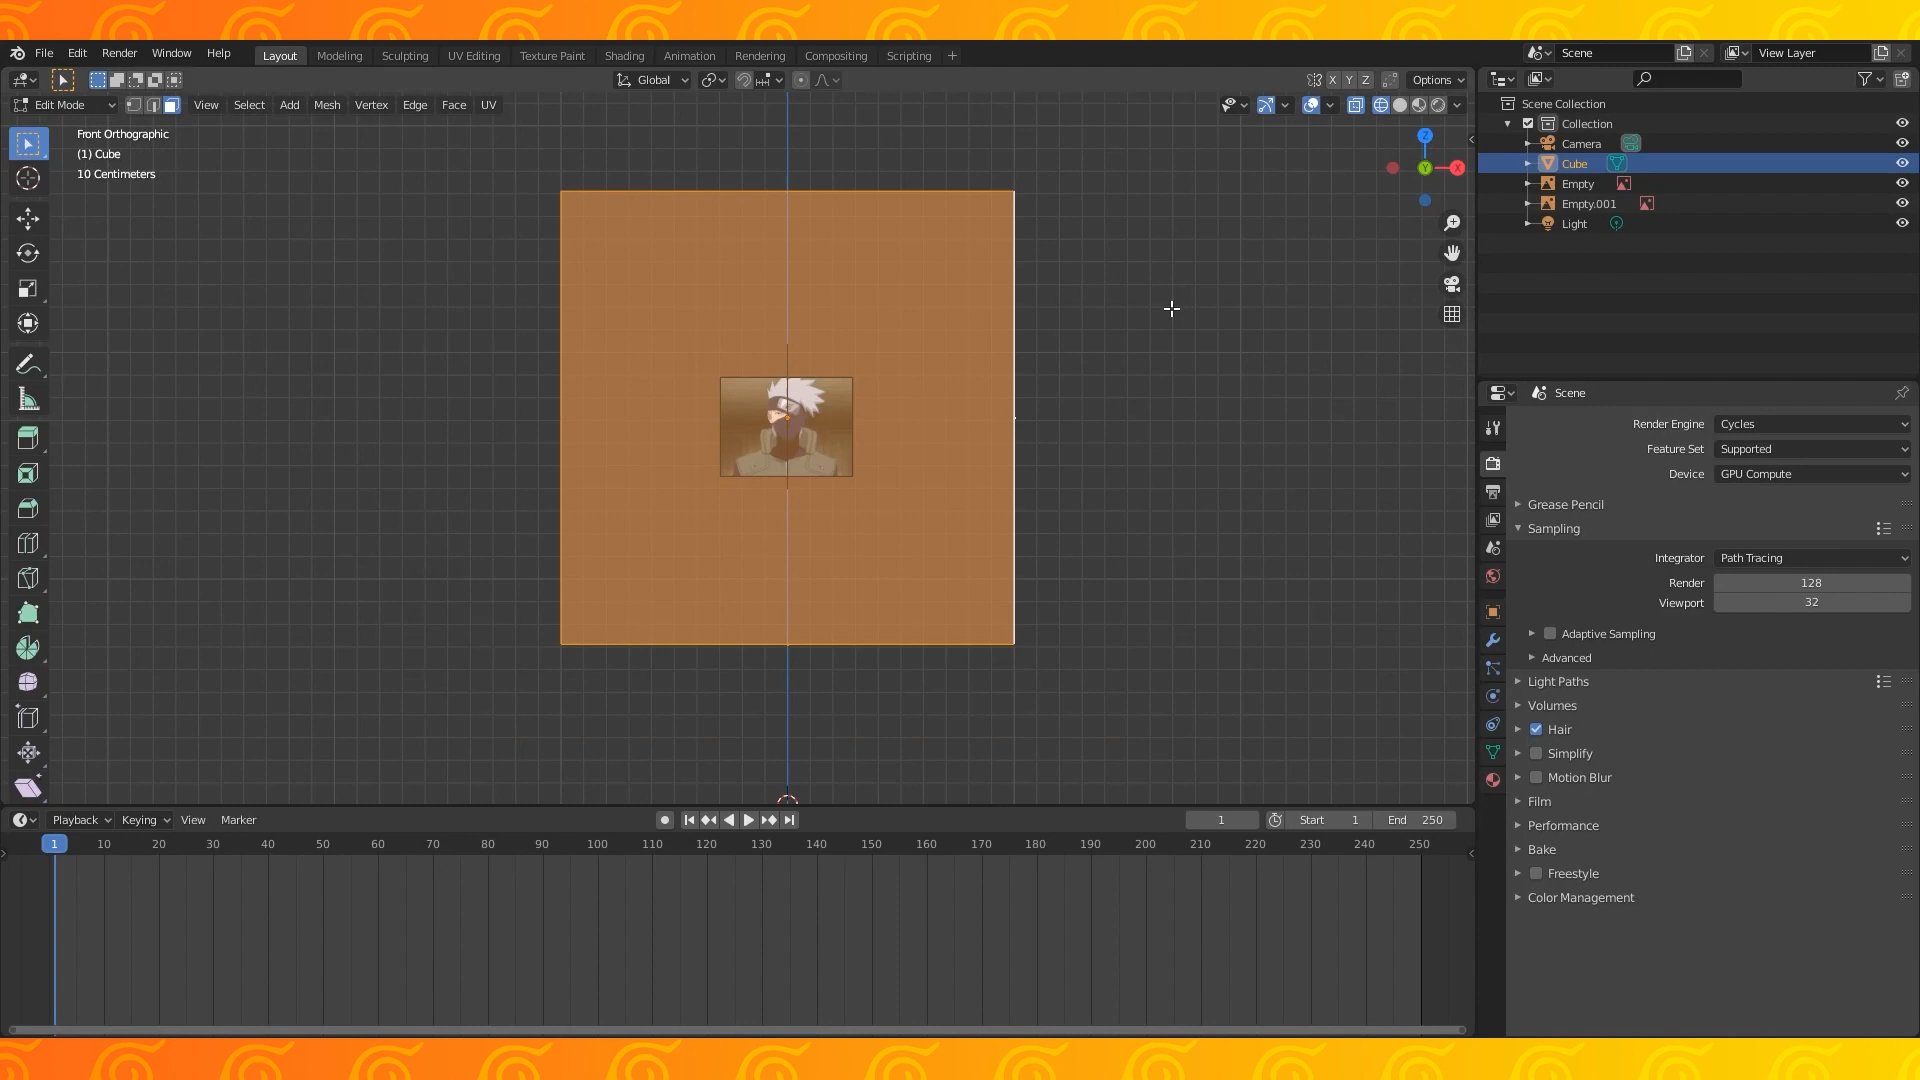 File Edit Render Window Help Layout Modeling Sculpting UV Editing Texture Paint Shading Animation Rendering Compositing Scripting + Scene View Layer
Global X Y Z Options
Edit Mode View Select Add Mesh Vertex Edge Face UV
Front Orthographic
(1) Cube
10 Centimeters
Z
Y
X
Scene Collection
Collection
Camera
Cube
Empty
Empty.001
Light
Scene
Render Engine Cycles
Feature Set Supported
Device GPU Compute
Grease Pencil
Sampling
Integrator Path Tracing
Render 128
Viewport 32
Adaptive Sampling
Advanced
Light Paths
Volumes
Hair
Simplify
Motion Blur
Film
Performance
Bake
Freestyle
Color Management
Playback Keying View Marker 1 Start 1 End 250
1 10 20 30 40 50 60 70 80 90 100 110 120 130 140 150 160 170 180 190 200 210 220 230 240 250